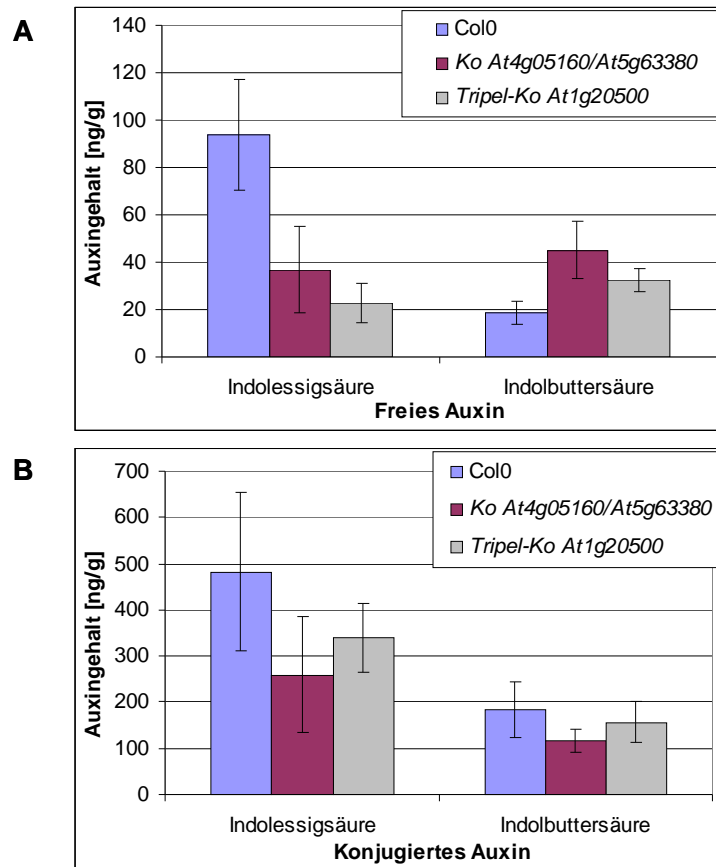 A
140
120
100
80
60
40
20
0
Auxingehalt [ng/g]
Col0
Ko At4g05160/At5g63380
Tripel-Ko At1g20500
Indolessigsäure Indolbuttersäure
Freies Auxin
B
700
600
500
400
300
200
100
0
Auxingehalt [ng/g]
Col0
Ko At4g05160/At5g63380
Tripel-Ko At1g20500
Indolessigsäure Indolbuttersäure
Konjugiertes Auxin